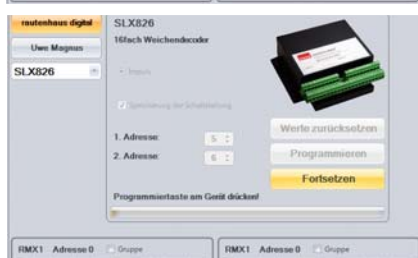 rautenhaus digital
SLX826
16fach Weichendecoder
Uwe Magnus
SLX826
Impuls
Speicherung der Schaltstellung
1. Adresse: 5
2. Adresse: 6
Werte zurücksetzen
Programmieren
Fortsetzen
Programmiertaste am Gerät drücken!
RMX1 Adresse 0 Gruppe
RMX1 Adresse 0 Gruppe